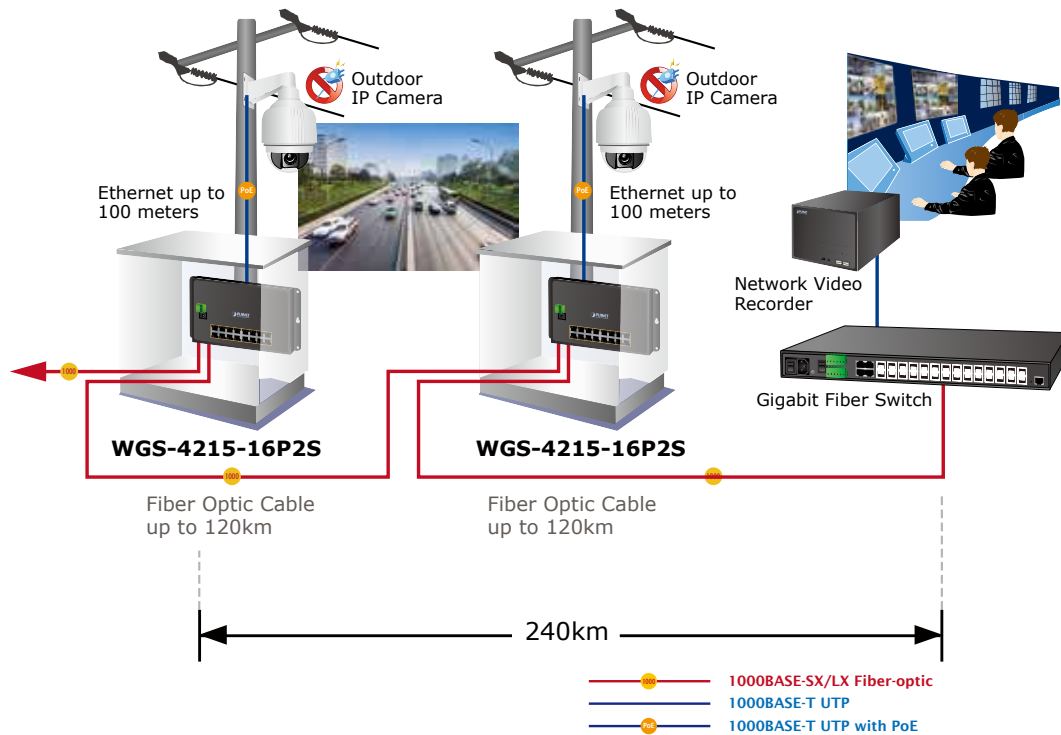 Outdoor
IP Camera
Outdoor
IP Camera
Ethernet up to
100 meters
PoE
Ethernet up to
100 meters
PoE
Network Video
Recorder
PLANET
PLANET
1000
Gigabit Fiber Switch
WGS-4215-16P2S
WGS-4215-16P2S
1000
1000
Fiber Optic Cable
up to 120km
Fiber Optic Cable
up to 120km
240km
1000
1000BASE-SX/LX Fiber-optic
1000BASE-T UTP
PoE
1000BASE-T UTP with PoE